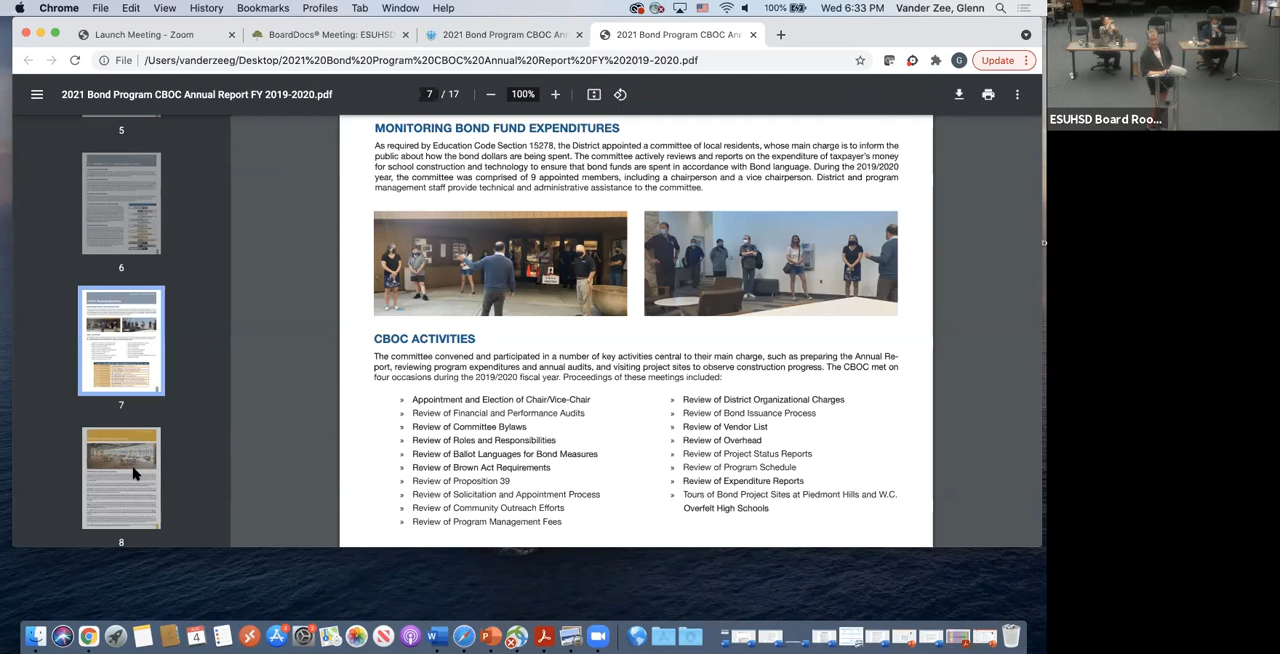 Chrome File Edit View History Bookmarks Profiles Tab Window Help 100% Wed 6:33 PM Vander Zee, Glenn
Launch Meeting - Zoom
BoardDocs® Meeting: ESUHSD
2021 Bond Program CBOC An
2021 Bond Program CBOC An
File /Users/vanderzeeg/Desktop/2021%20Bond%20Program%20CBOC%20Annual%20Report%20FY%202019-2020.pdf G Update
2021 Bond Program CBOC Annual Report FY 2019-2020.pdf 7 / 17 100%
ESUHSD Board Roo...
5
6
7
8
MONITORING BOND FUND EXPENDITURES
As required by Education Code Section 15278, the District appointed a committee of local residents, whose main charge is to inform the
public about how the bond dollars are being spent. The committee actively reviews and reports on the expenditure of taxpayer's money
for school construction and technology to ensure that bond funds are spent in accordance with Bond language. During the 2019/2020
year, the committee was comprised of 9 appointed members, including a chairperson and a vice chairperson. District and program
management staff provide technical and administrative assistance to the committee.
CBOC ACTIVITIES
The committee convened and participated in a number of key activities central to their main charge, such as preparing the Annual Re-
port, reviewing program expenditures and annual audits, and visiting project sites to observe construction progress. The CBOC met on
four occasions during the 2019/2020 fiscal year. Proceedings of these meetings included:
» Appointment and Election of Chair/Vice-Chair
» Review of Financial and Performance Audits
» Review of Committee Bylaws
» Review of Roles and Responsibilities
» Review of Ballot Languages for Bond Measures
» Review of Brown Act Requirements
» Review of Proposition 39
» Review of Solicitation and Appointment Process
» Review of Community Outreach Efforts
» Review of Program Management Fees
» Review of District Organizational Charges
» Review of Bond Issuance Process
» Review of Vendor List
» Review of Overhead
» Review of Project Status Reports
» Review of Program Schedule
» Review of Expenditure Reports
» Tours of Bond Project Sites at Piedmont Hills and W.C.
Overfelt High Schools